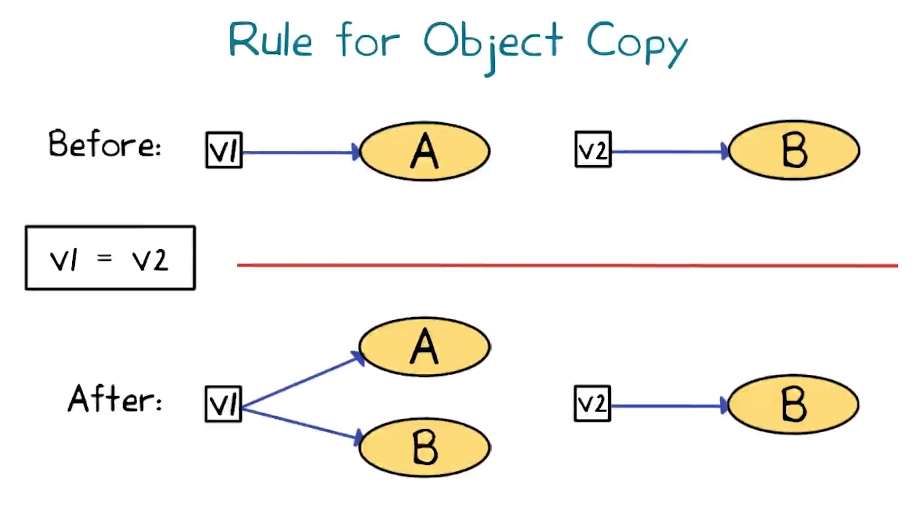 Rule for Object Copy
Before: v1 A v2 B
v1 = v2
A
After: v1 v2 B
B